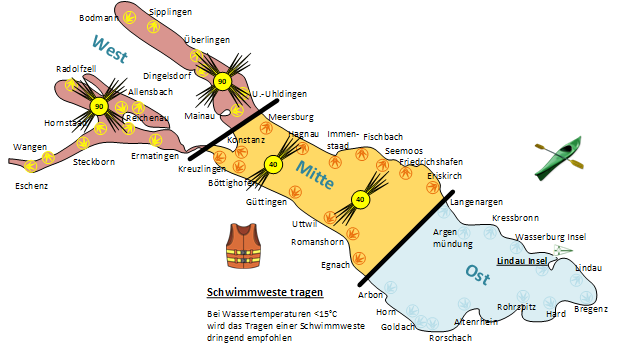 Sipplingen
Bodmann
Überlingen
West
Dingelsdorf
Radolfzell
90
U.-Uhldingen
Allensbach
90
Mainau
Meersburg
Hornstaad
Reichenau
Hagnau
Immen-
staad
Fischbach
Konstanz
Seemoos
Wangen
Steckborn
Ermatingen
Kreuzlingen
40
Mitte
Friedrichshafen
Eriskirch
Eschenz
Böttighofen
Güttingen
40
Langenargen
Kressbronn
Uttwil
Argen
mündung
Wasserburg Insel
Romanshorn
Lindau Insel
Egnach
Ost
Lindau
Schwimmweste tragen
Arbon
Bei Wassertemperaturen <15°C
wird das Tragen einer Schwimmweste
dringend empfohlen
Horn
Goldach
Altenrhein
Rohrspitz
Hard
Bregenz
Rorschach